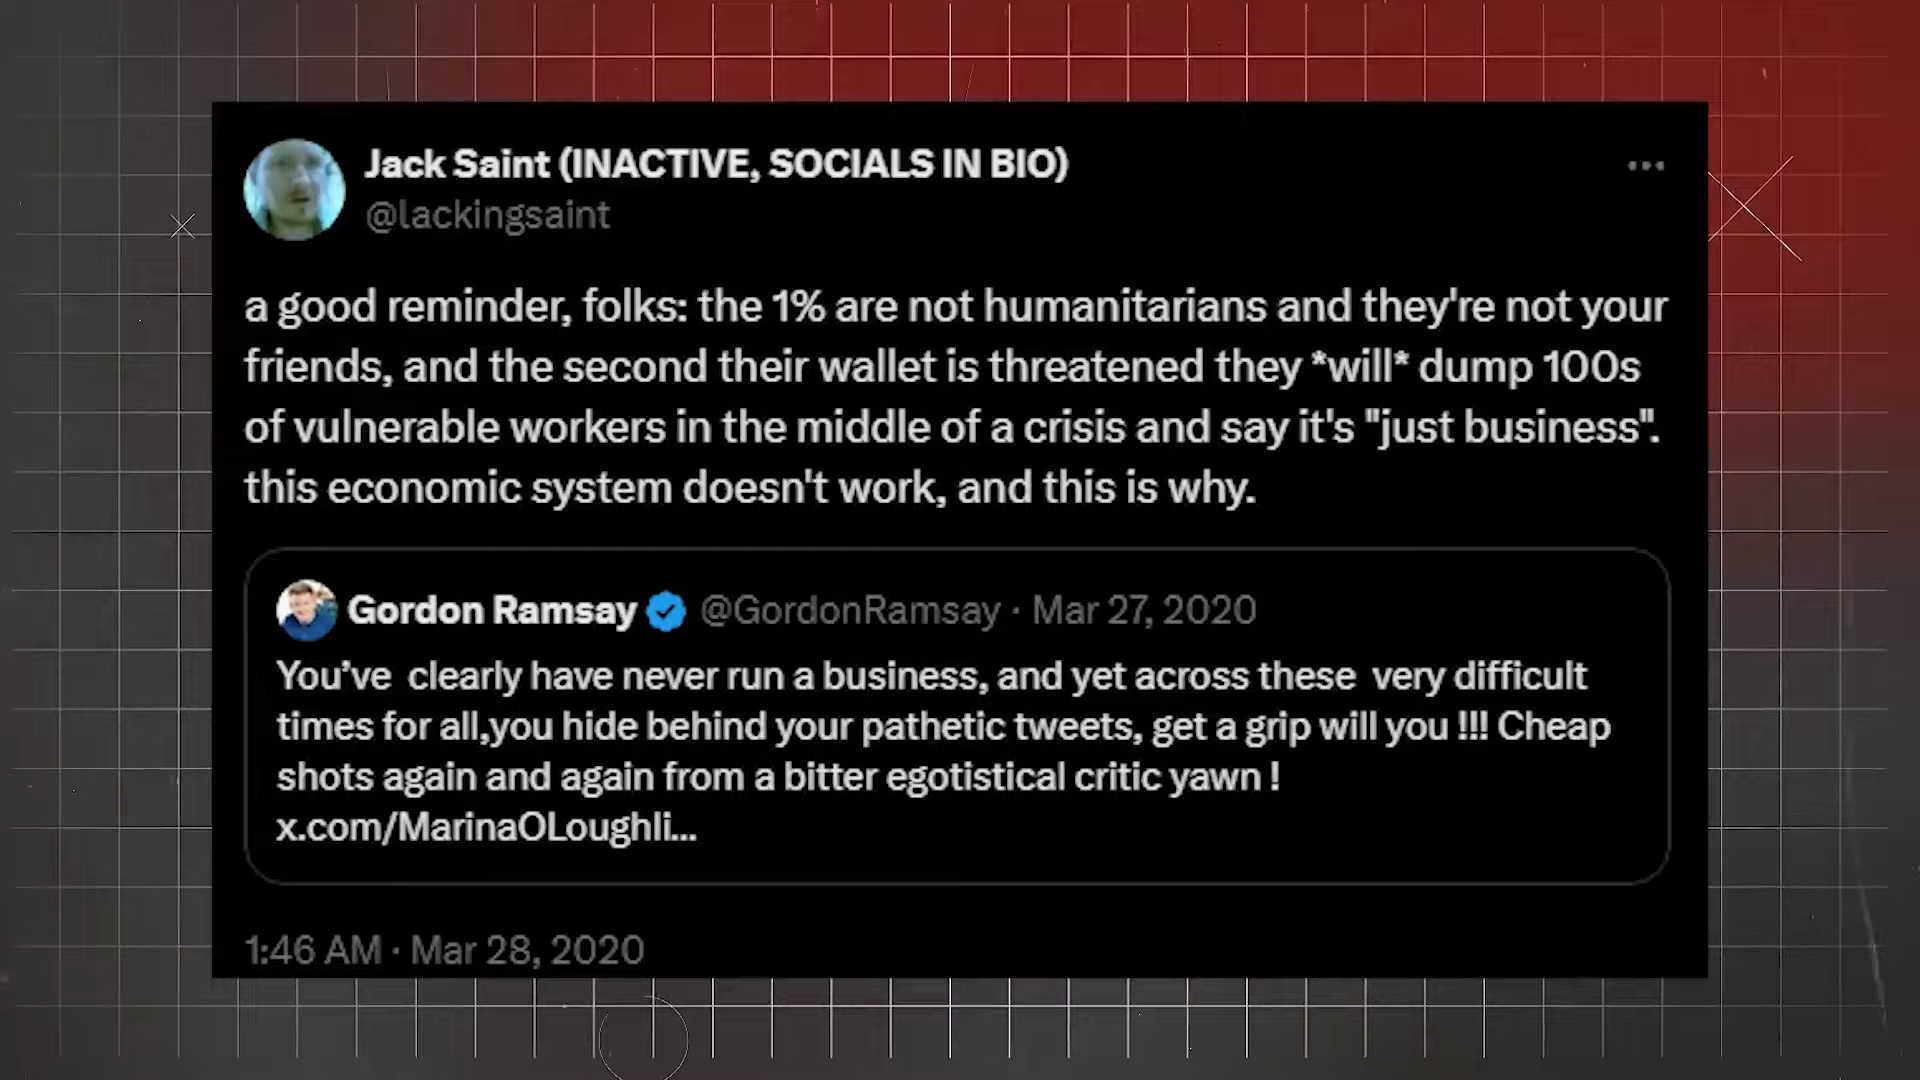 Jack Saint (INACTIVE, SOCIALS IN BIO)
@lackingsaint
a good reminder, folks: the 1% are not humanitarians and they're not your
friends, and the second their wallet is threatened they *will* dump 100s
of vulnerable workers in the middle of a crisis and say it's "just business".
this economic system doesn't work, and this is why.
Gordon Ramsay @GordonRamsay · Mar 27, 2020
You’ve  clearly have never run a business, and yet across these  very difficult
times for all,you hide behind your pathetic tweets, get a grip will you !!! Cheap
shots again and again from a bitter egotistical critic yawn !
x.com/MarinaOLoughli...
1:46 AM · Mar 28, 2020